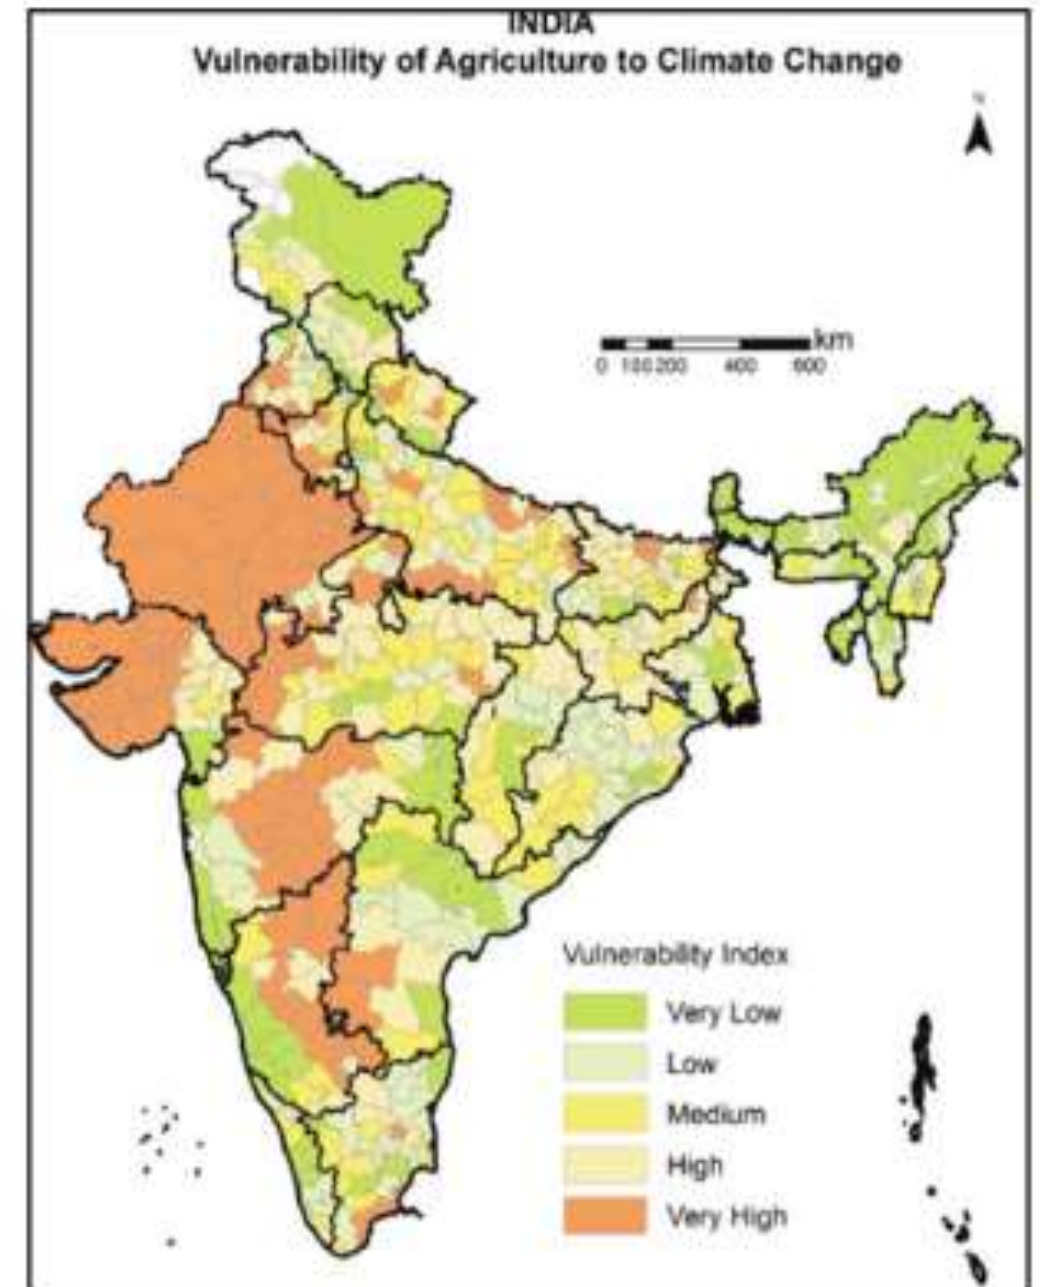 INDIA
Vulnerability of Agriculture to Climate Change
N
km
0 100 200 400 600
Vulnerability Index
Very Low
Low
Medium
High
Very High